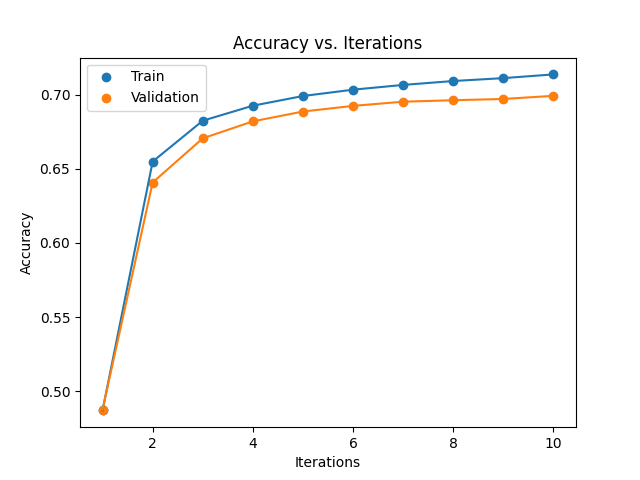 Accuracy vs. Iterations
Train
Validation
0.70
0.65
0.60
0.55
0.50
Accuracy
2 4 6 8 10
Iterations